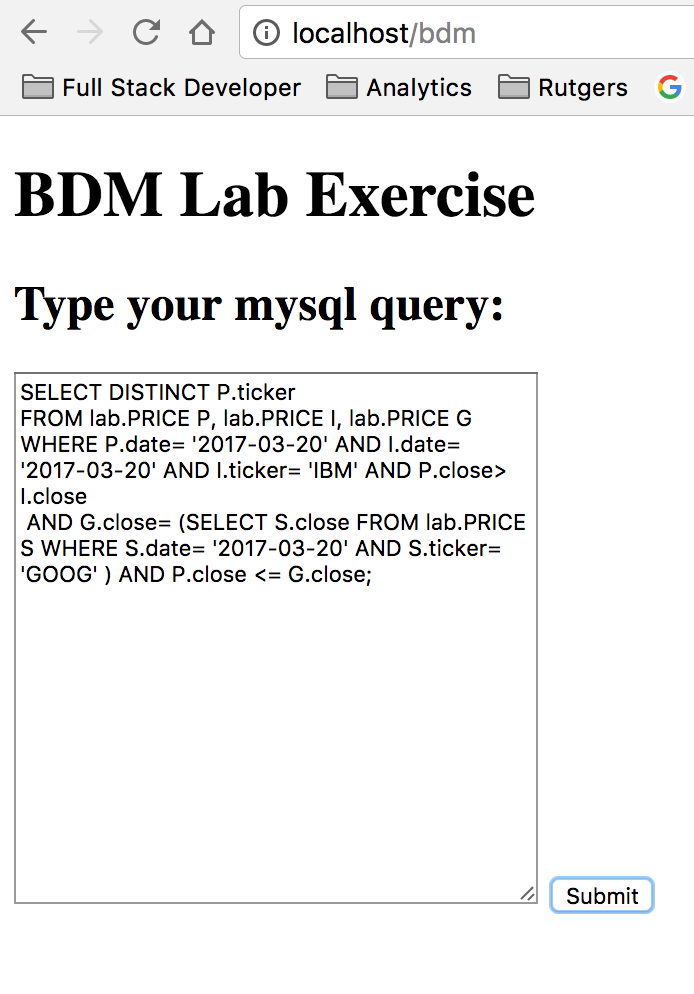 localhost/bdm
Full Stack Developer Analytics Rutgers
BDM Lab Exercise
Type your mysql query:
SELECT DISTINCT P.ticker
FROM lab.PRICE P, lab.PRICE I, lab.PRICE G
WHERE P.date= '2017-03-20' AND I.date=
'2017-03-20' AND I.ticker= 'IBM' AND P.close>
I.close
AND G.close= (SELECT S.close FROM lab.PRICE
S WHERE S.date= '2017-03-20' AND S.ticker=
'GOOG' ) AND P.close <= G.close;
Submit